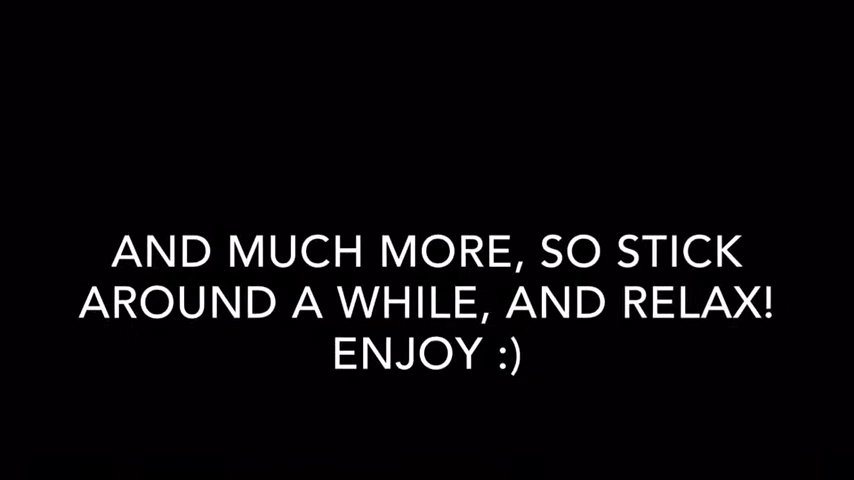 AND MUCH MORE, SO STICK
AROUND A WHILE, AND RELAX!
ENJOY :)